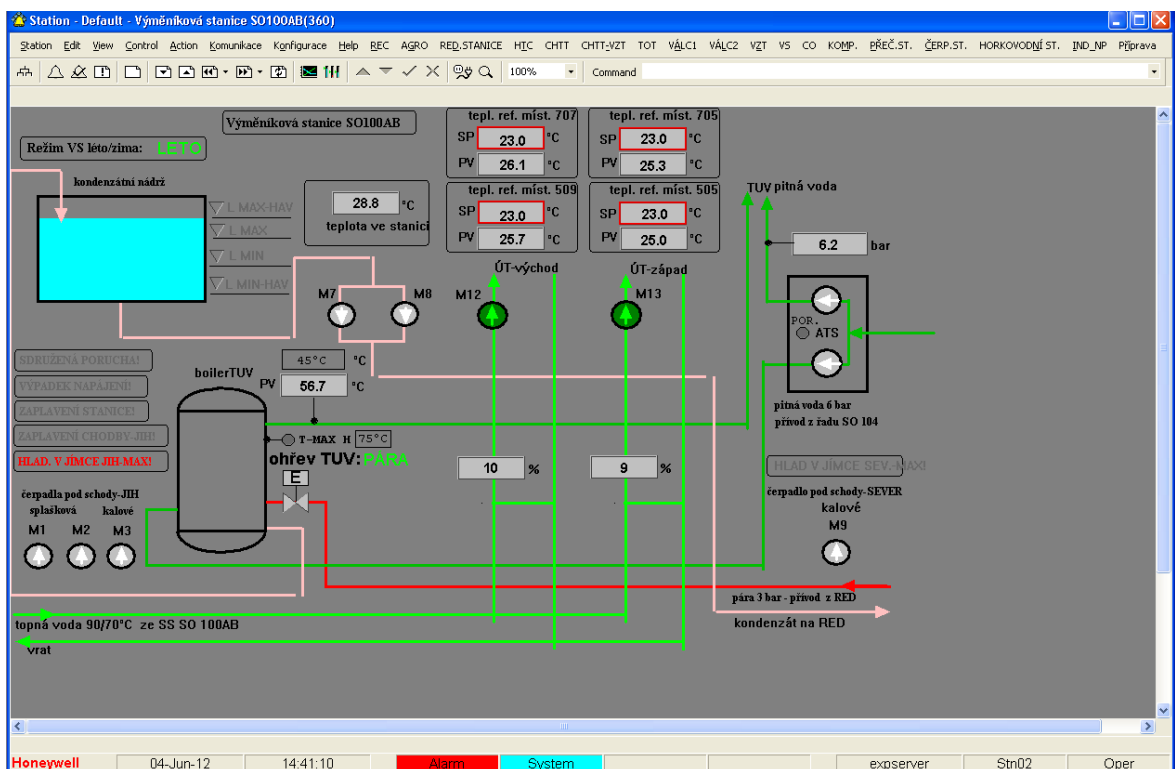 Station - Default - Výměníková stanice SO100AB(360)
Station Edit View Control Action Komunikace Konfigurace Help REC AGRO RED.STANICE HTC CHTT CHTT-VZT TOT VÁLC1 VÁLC2 VZT VS CO KOMP. PŘEČ.ST. ČERP.ST. HORKOVODNÍ ST. IND_NP Příprava
100% Command
Výměníková stanice SO100AB
Režim VS léto/zima: LETO
tepl. ref. míst. 707
SP 23.0 °C
PV 26.1 °C
tepl. ref. míst. 705
SP 23.0 °C
PV 25.3 °C
tepl. ref. míst. 509
SP 23.0 °C
PV 25.7 °C
tepl. ref. míst. 505
SP 23.0 °C
PV 25.0 °C
kondenzátní nádrž
L MAX-HAV
L MAX
L MIN
L MIN-HAV
28.8 °C
teplota ve stanici
TUV pitná voda
6.2 bar
ÚT-východ
ÚT-západ
M7
M8
M12
M13
POR.
ATS
pitná voda 6 bar
přívod z řadu SO 104
SDRUŽENÁ PORUCHA!
VÝPADEK NAPÁJENÍ!
ZAPLAVENÍ STANICE!
ZAPLAVENÍ CHODBY-JIH!
HLAD. V JÍMCE JIH-MAX!
boilerTUV
45°C °C
PV 56.7 °C
T-MAX H 75°C
ohřev TUV: PÁRA
E
10 %
9 %
HLAD V JÍMCE SEV.-MAX!
čerpadla pod schody-JIH
splašková kalové
M1 M2 M3
čerpadlo pod schody-SEVER
kalové
M9
pára 3 bar - přívod z RED
kondenzát na RED
topná voda 90/70°C ze SS SO 100AB
vrat
Honeywell 04-Jun-12 14:41:10 Alarm System expserver Stn02 Oper